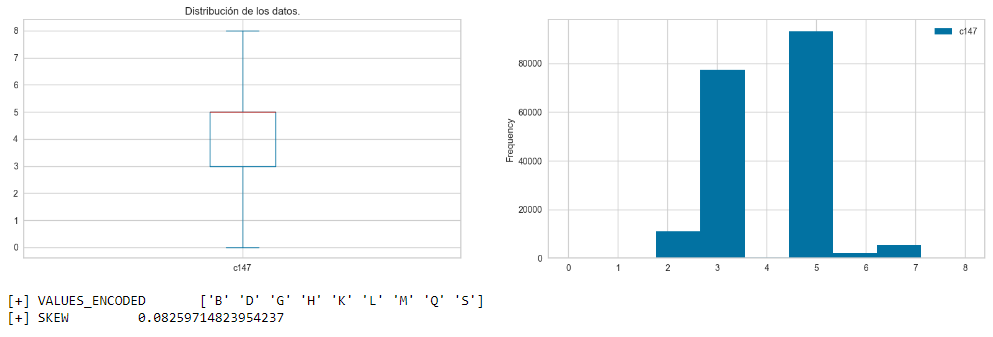 Distribución de los datos.
8
7
6
5
4
3
2
1
0
c147
c147
Frequency
80000
60000
40000
20000
0
0 1 2 3 4 5 6 7 8
[+] VALUES_ENCODED ['B' 'D' 'G' 'H' 'K' 'L' 'M' 'Q' 'S']
[+] SKEW 0.08259714823954237